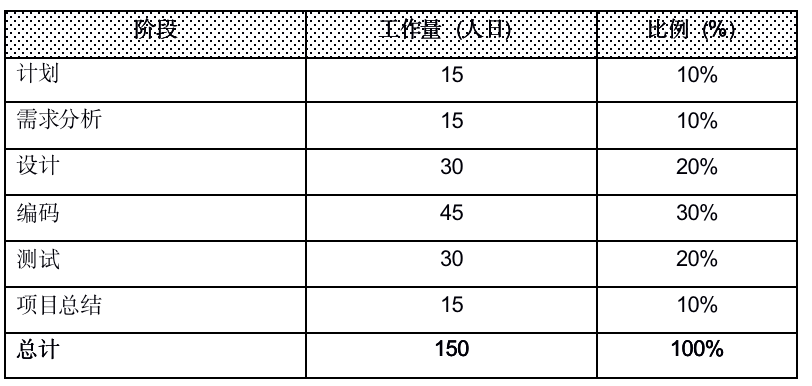 阶段 工作量 (人日) 比例 (%)
计划 15 10%
需求分析 15 10%
设计 30 20%
编码 45 30%
测试 30 20%
项目总结 15 10%
总计 150 100%